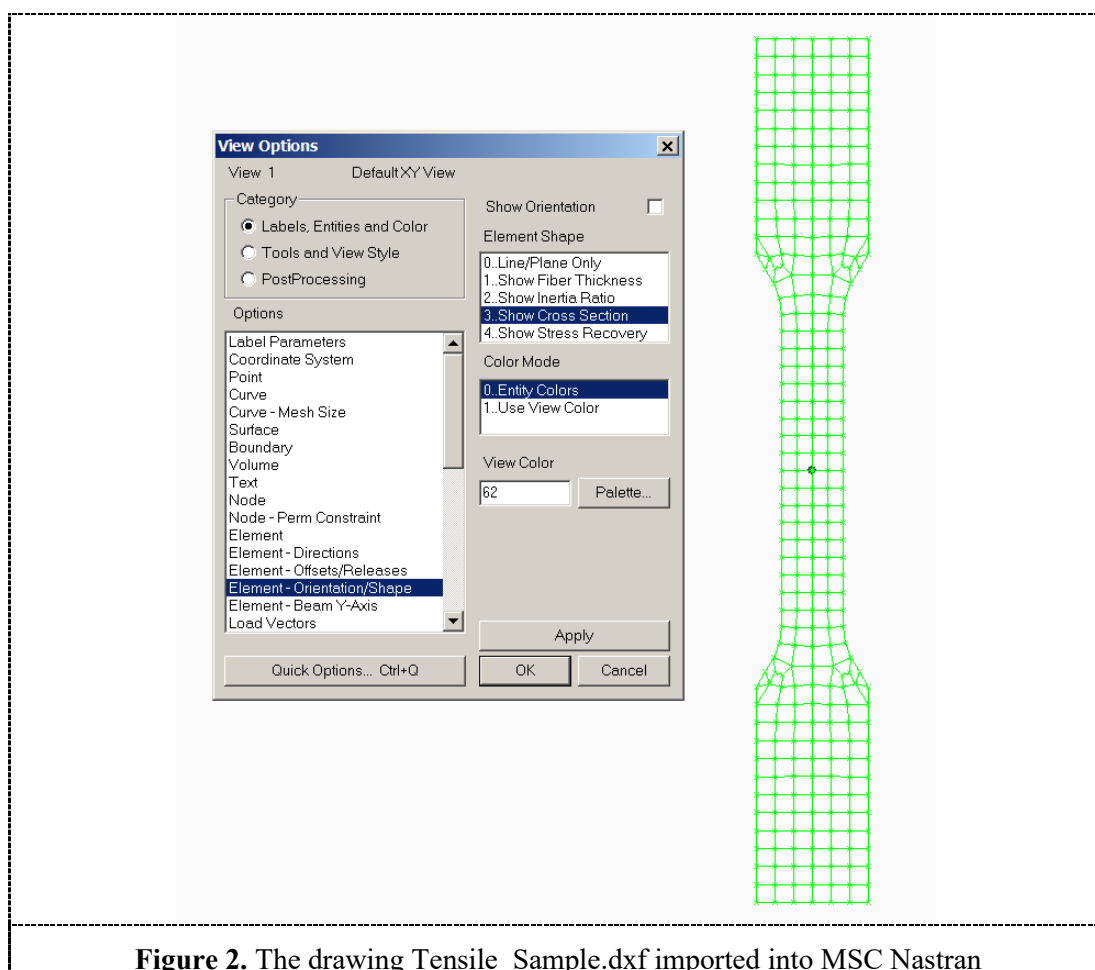 View Options
View 1 Default XY View
Category
Labels, Entities and Color
Tools and View Style
PostProcessing
Options
Label Parameters
Coordinate System
Point
Curve
Curve - Mesh Size
Surface
Boundary
Volume
Text
Node
Node - Perm Constraint
Element
Element - Directions
Element - Offsets/Releases
Element - Orientation/Shape
Element - Beam Y-Axis
Load Vectors
Quick Options... Ctrl+Q
Show Orientation
Element Shape
0..Line/Plane Only
1..Show Fiber Thickness
2..Show Inertia Ratio
3..Show Cross Section
4..Show Stress Recovery
Color Mode
0..Entity Colors
1..Use View Color
View Color
62 Palette...
Apply
OK Cancel
Figure 2. The drawing Tensile_Sample.dxf imported into MSC Nastran